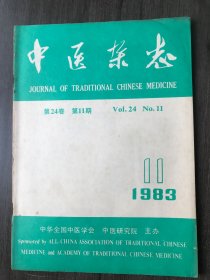 中医杂志
JOURNAL OF TRADITIONAL CHINESE MEDICINE
第24卷 第11期 Vol.24 No.11
11
1983
中华全国中医学会 中医研究院 主办
Sponsored by ALL-CHINA ASSOCIATION OF TRADITIONAL CHINESE
MEDICINE and ACADEMY OF TRADITIONAL CHINESE MEDICINE